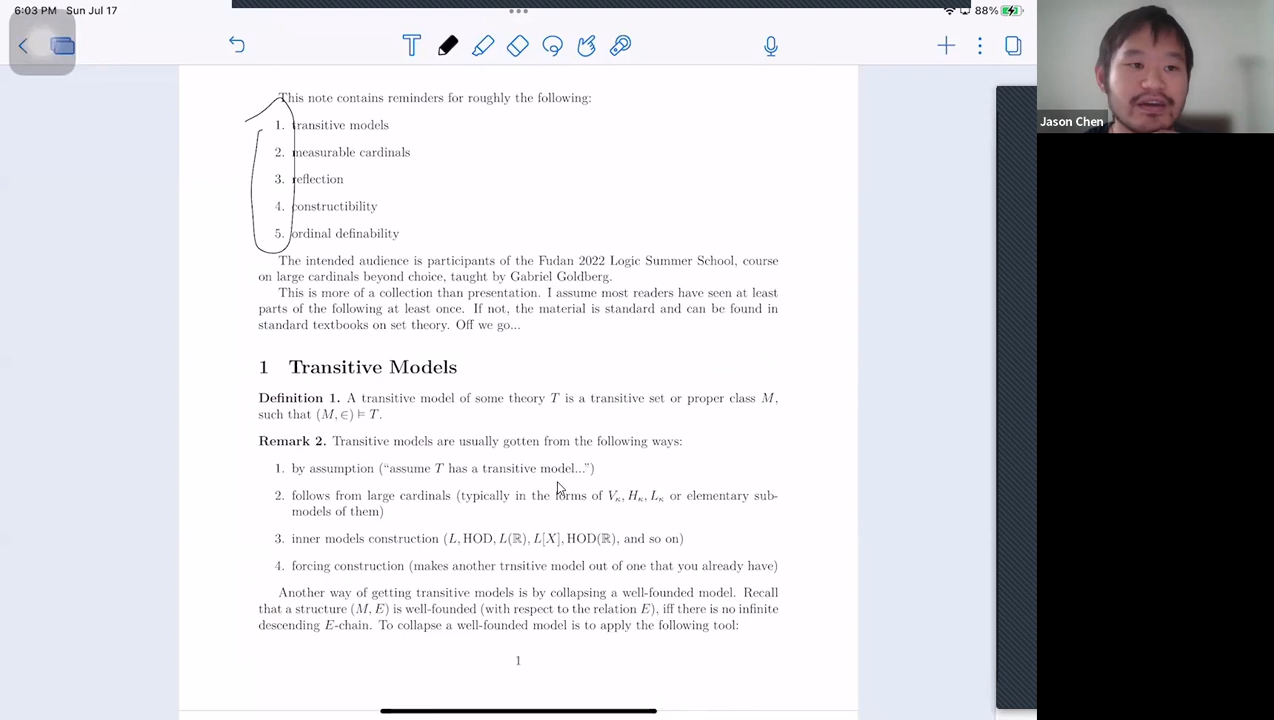 6:03 PM Sun Jul 17
88%
Jason Chen
This note contains reminders for roughly the following:
1. transitive models
2. measurable cardinals
3. reflection
4. constructibility
5. ordinal definability
The intended audience is participants of the Fudan 2022 Logic Summer School, course
on large cardinals beyond choice, taught by Gabriel Goldberg.
This is more of a collection than presentation. I assume most readers have seen at least
parts of the following at least once. If not, the material is standard and can be found in
standard textbooks on set theory. Off we go...
1 Transitive Models
Definition 1. A transitive model of some theory T is a transitive set or proper class M,
such that (M, ∈) ⊨ T.
Remark 2. Transitive models are usually gotten from the following ways:
1. by assumption (“assume T has a transitive model...”)
2. follows from large cardinals (typically in the forms of Vκ, Hκ, Lκ or elementary sub-
models of them)
3. inner models construction (L, HOD, L(ℝ), L[X], HOD(ℝ), and so on)
4. forcing construction (makes another trnsitive model out of one that you already have)
Another way of getting transitive models is by collapsing a well-founded model. Recall
that a structure (M, E) is well-founded (with respect to the relation E), iff there is no infinite
descending E-chain. To collapse a well-founded model is to apply the following tool:
1